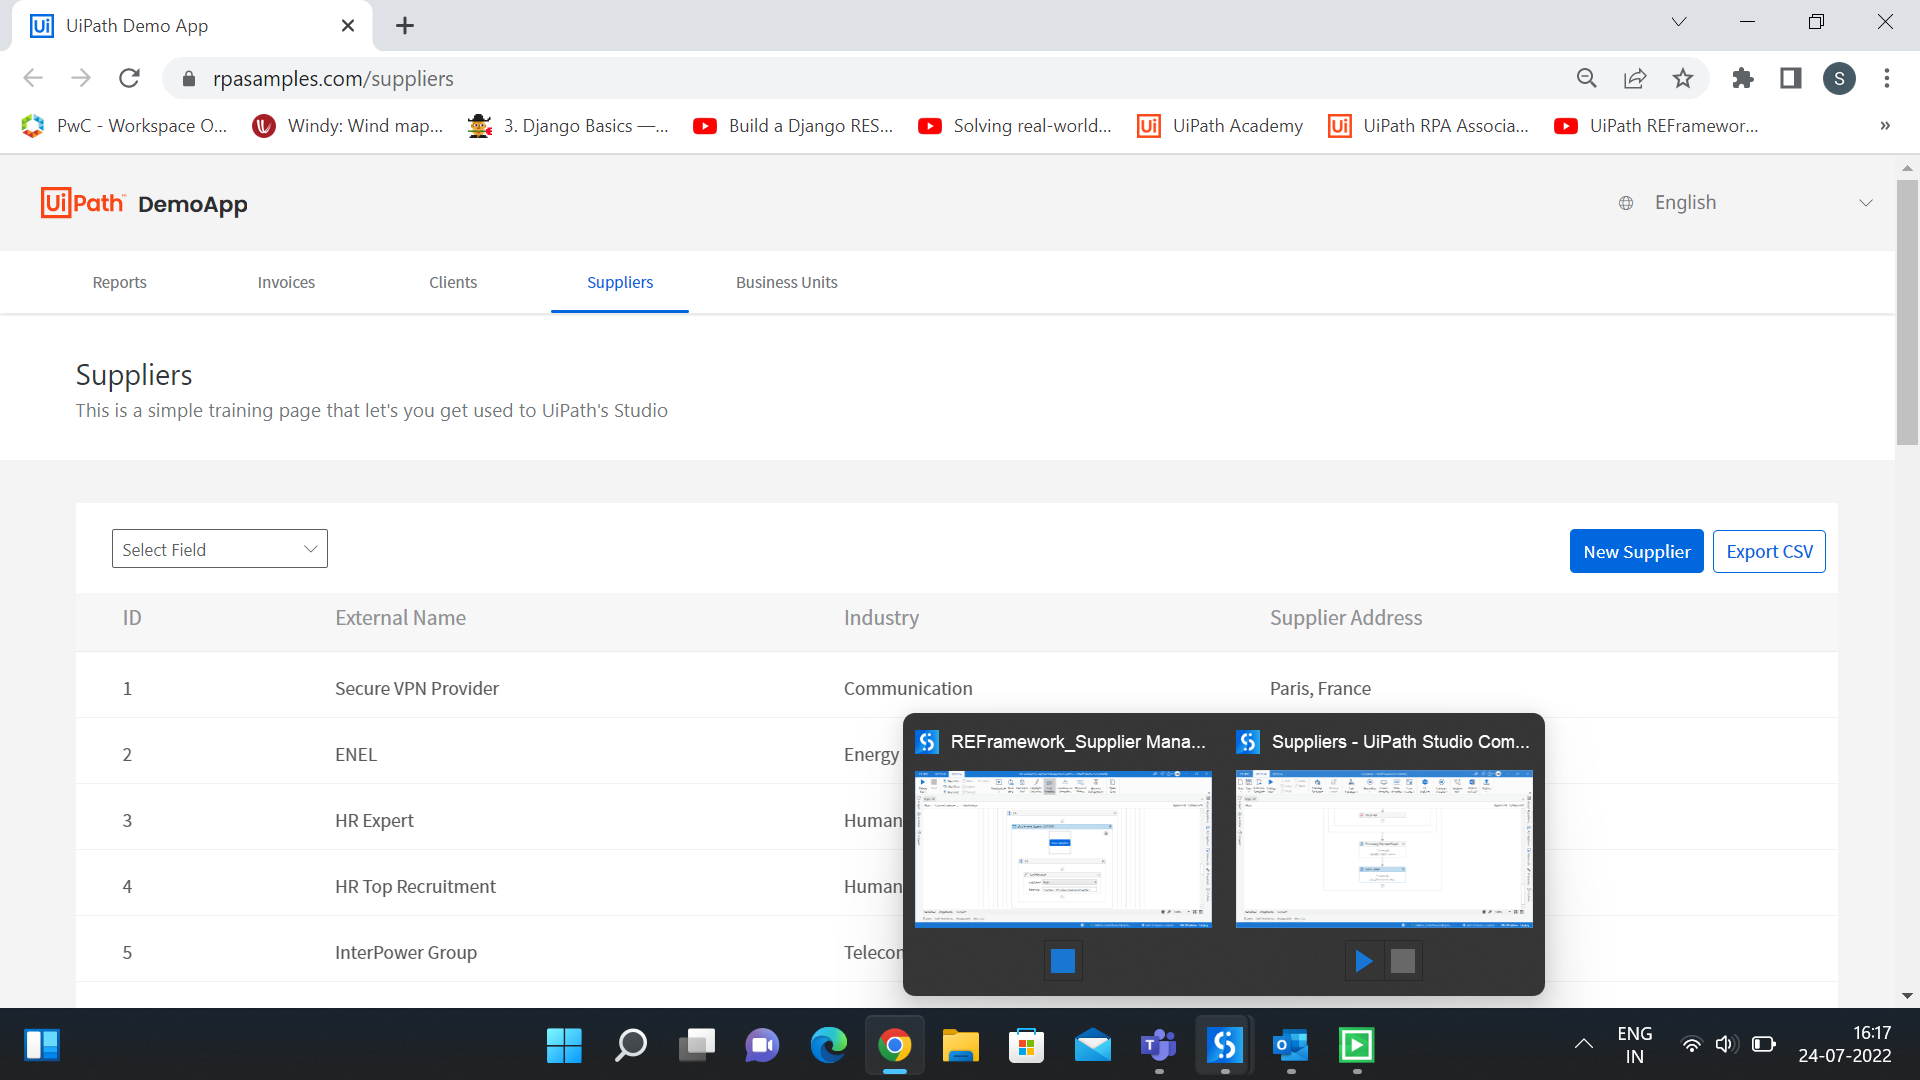 UiPath Demo App
rpasamples.com/suppliers
S
PwC - Workspace O...
Windy: Wind map...
3. Django Basics —...
Build a Django RES...
Solving real-world...
UiPath Academy
UiPath RPA Associa...
UiPath REFramewor...
»
UiPath™ DemoApp
English
Reports
Invoices
Clients
Suppliers
Business Units
Suppliers
This is a simple training page that let's you get used to UiPath's Studio
Select Field
New Supplier
Export CSV
ID External Name Industry Supplier Address
1 Secure VPN Provider Communication Paris, France
2 ENEL Energy
3 HR Expert Human
4 HR Top Recruitment Human
5 InterPower Group Telecor
REFramework_Supplier Mana...
Suppliers - UiPath Studio Com...
ENG
IN
16:17
24-07-2022